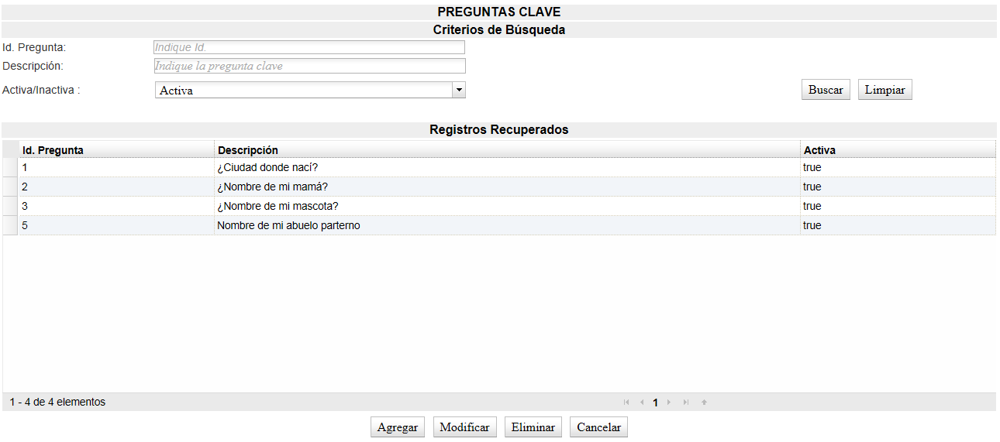 PREGUNTAS CLAVE
Criterios de Búsqueda
Id. Pregunta: Indique Id.
Descripción: Indique la pregunta clave
Activa/Inactiva : Activa Buscar Limpiar
Registros Recuperados
Id. Pregunta Descripción Activa
1 ¿Ciudad donde nací? true
2 ¿Nombre de mi mamá? true
3 ¿Nombre de mi mascota? true
5 Nombre de mi abuelo parterno true
1 - 4 de 4 elementos 1
Agregar Modificar Eliminar Cancelar